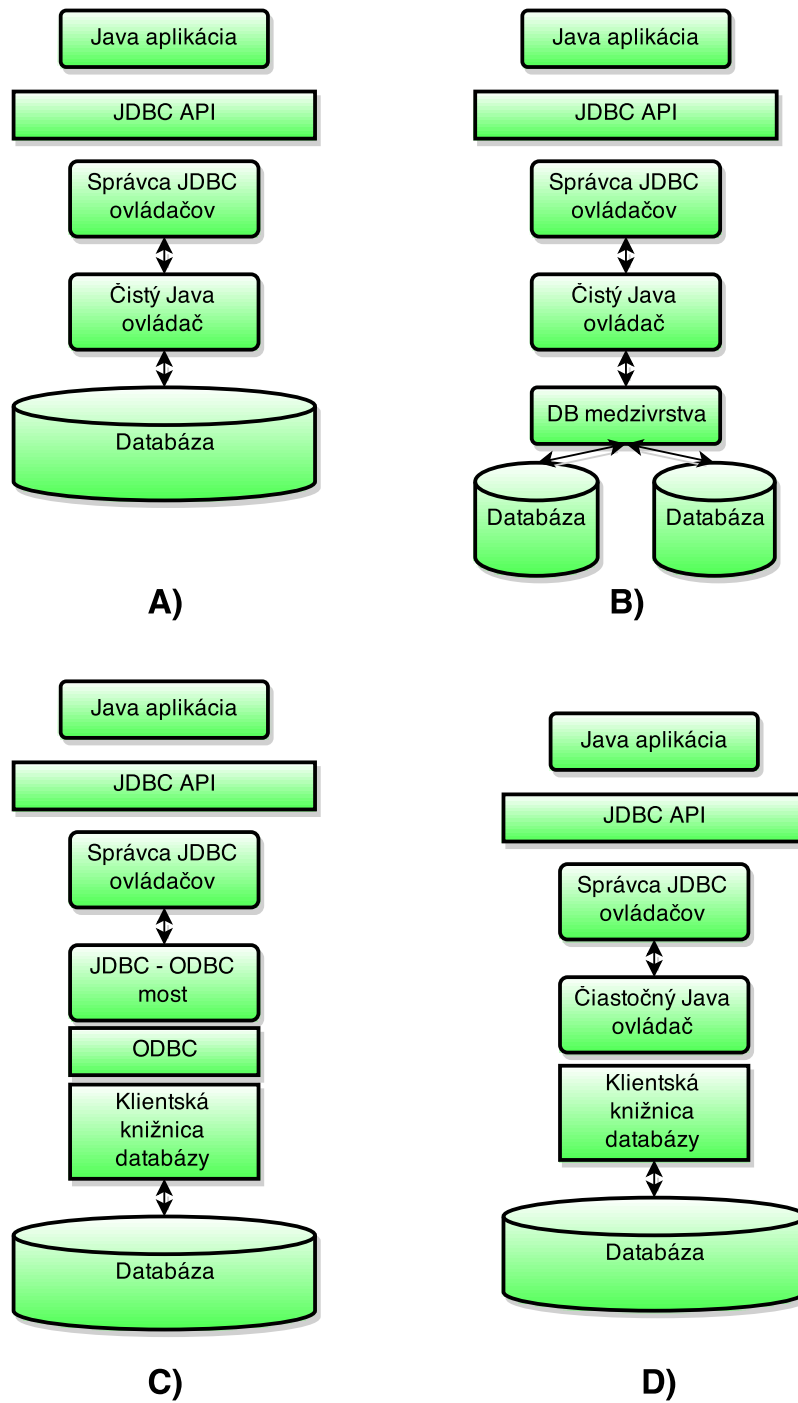 Java aplikácia
JDBC API
Správca JDBC
ovládačov
Čistý Java
ovládač
Databáza
A)
Java aplikácia
JDBC API
Správca JDBC
ovládačov
Čistý Java
ovládač
DB medzivrstva
Databáza
Databáza
B)
Java aplikácia
JDBC API
Správca JDBC
ovládačov
JDBC - ODBC
most
ODBC
Klientská
knižnica
databázy
Databáza
C)
Java aplikácia
JDBC API
Správca JDBC
ovládačov
Čiastočný Java
ovládač
Klientská
knižnica
databázy
Databáza
D)